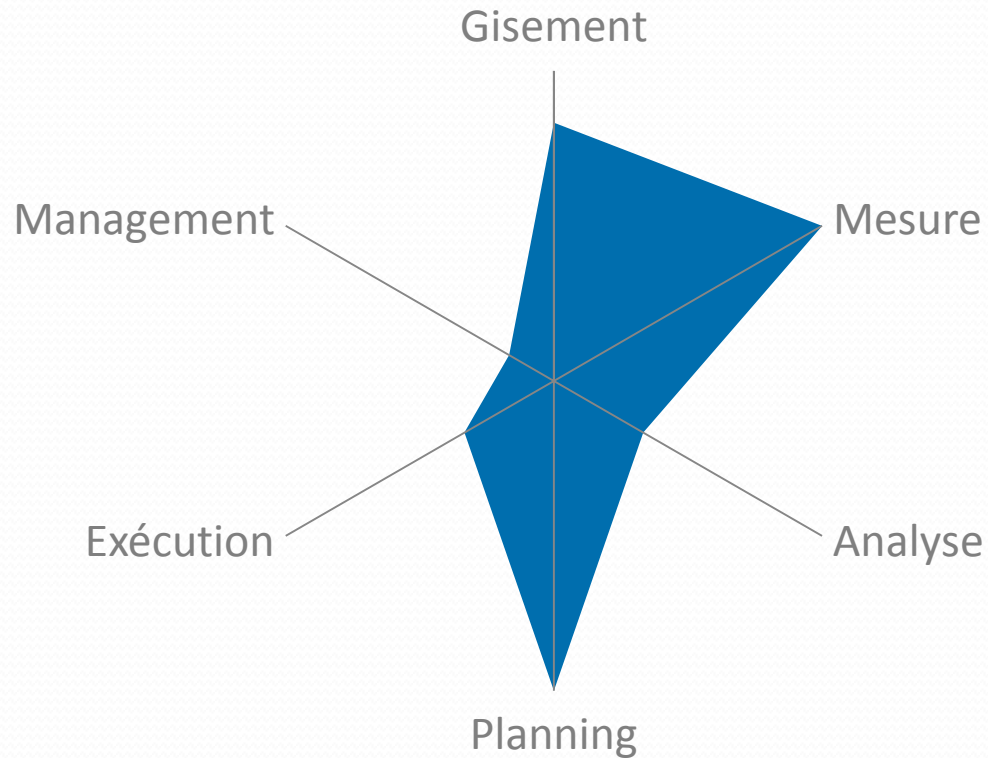 Gisement
Mesure
Analyse
Planning
Exécution
Management